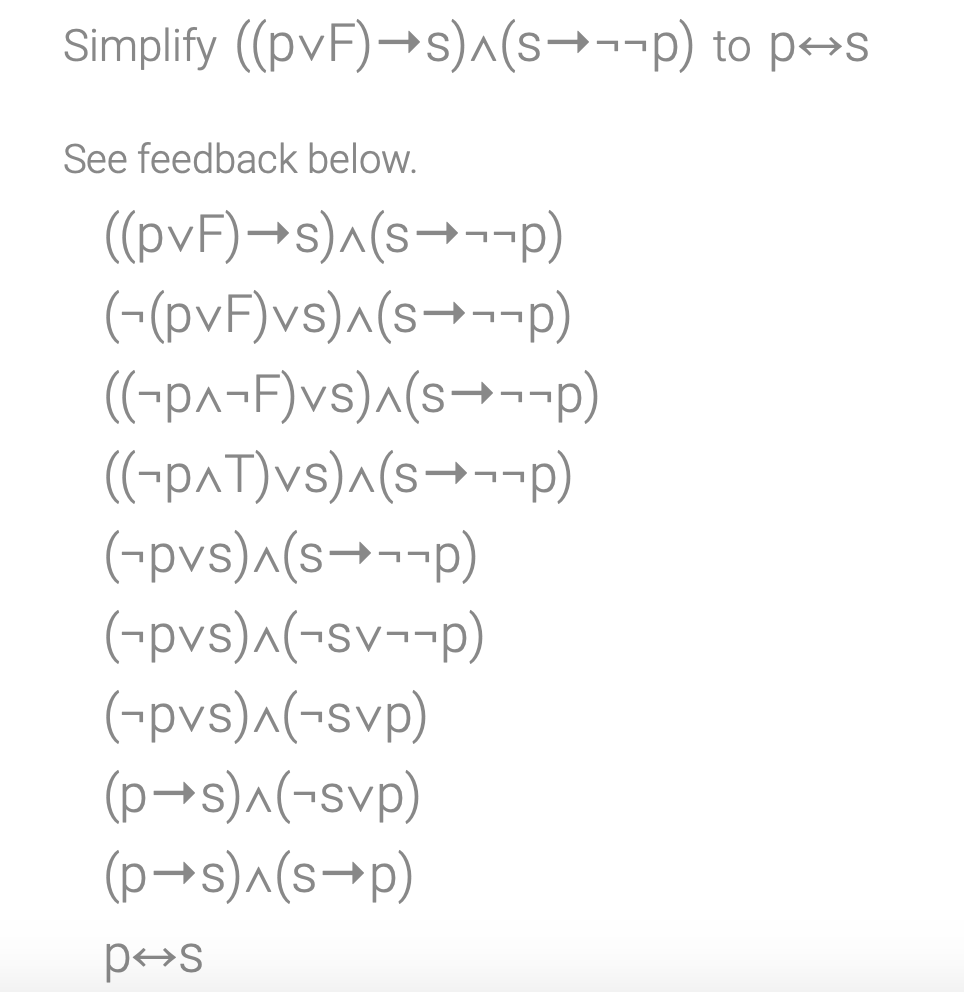 Simplify ((p∨F)→s)∧(s→¬¬p) to p↔s
See feedback below.
((p∨F)→s)∧(s→¬¬p)
(¬(p∨F)∨s)∧(s→¬¬p)
((¬p∧¬F)∨s)∧(s→¬¬p)
((¬p∧T)∨s)∧(s→¬¬p)
(¬p∨s)∧(s→¬¬p)
(¬p∨s)∧(¬s∨¬¬p)
(¬p∨s)∧(¬s∨p)
(p→s)∧(¬s∨p)
(p→s)∧(s→p)
p↔s